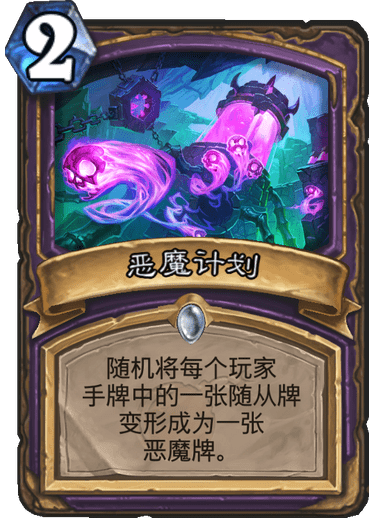 2
恶魔计划
随机将每个玩家
手牌中的一张随从牌
变形成为一张
恶魔牌。